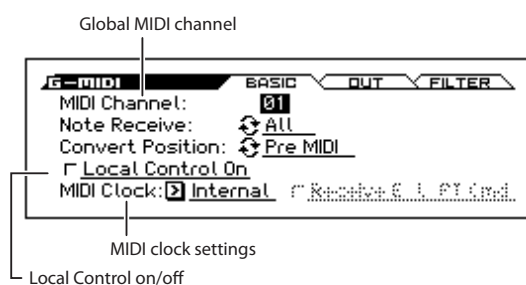 Global MIDI channel
G-MIDI BASIC OUT FILTER
MIDI Channel: 01
Note Receive: All
Convert Position: Pre MIDI
Local Control On
MIDI Clock: Internal Receive
MIDI clock settings
Local Control on/off